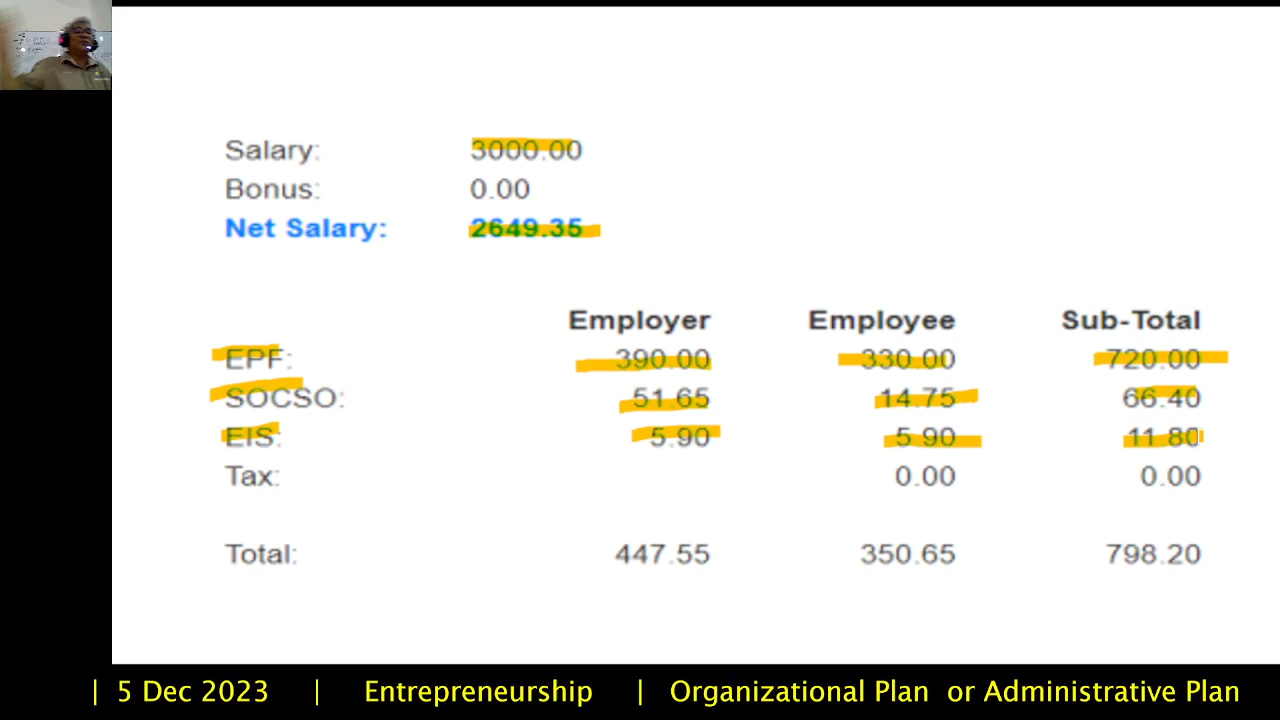 Salary: 3000.00
Bonus: 0.00
Net Salary: 2649.35
Employer Employee Sub-Total
EPF: 390.00 330.00 720.00
SOCSO: 51.65 14.75 66.40
EIS: 5.90 5.90 11.80
Tax: 0.00 0.00
Total: 447.55 350.65 798.20
| 5 Dec 2023 | Entrepreneurship | Organizational Plan or Administrative Plan